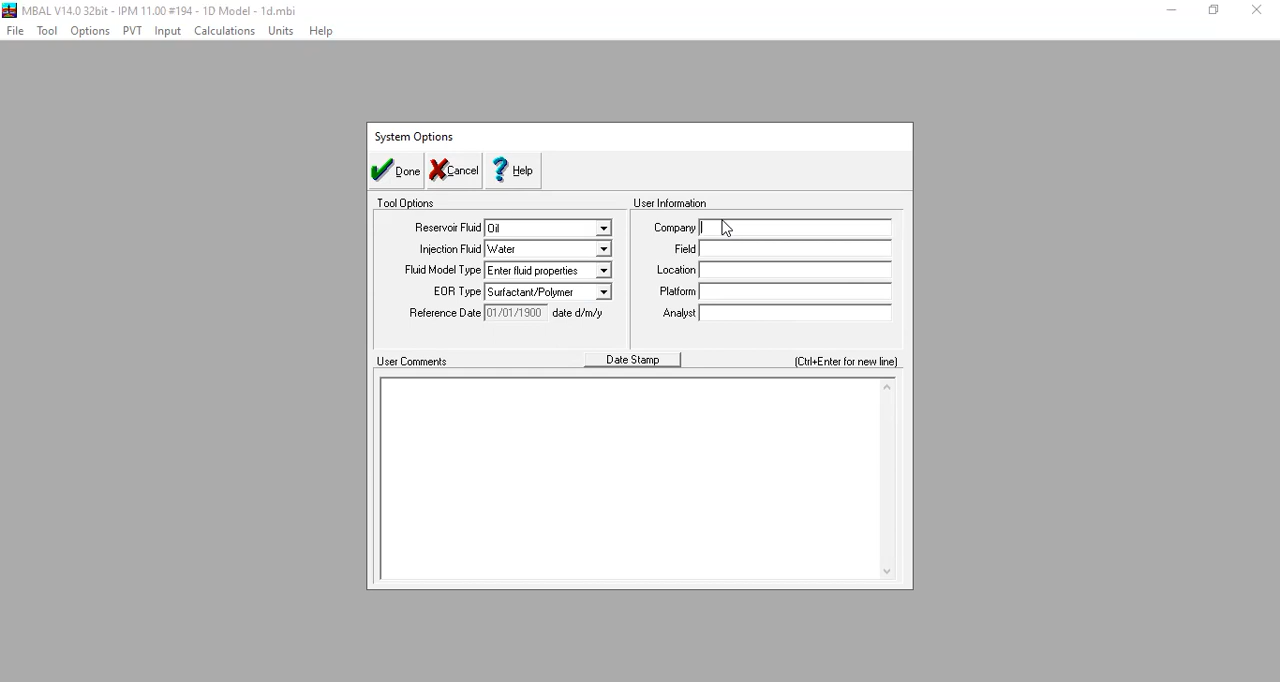 MBAL V14.0 32bit - IPM 11.00 #194 - 1D Model - 1d.mbi
File Tool Options PVT Input Calculations Units Help
System Options
Done Cancel Help
Tool Options
Reservoir Fluid Oil
Injection Fluid Water
Fluid Model Type Enter fluid properties
EOR Type Surfactant/Polymer
Reference Date 01/01/1900 date d/m/y
User Information
Company
Field
Location
Platform
Analyst
User Comments Date Stamp (Ctrl+Enter for new line)